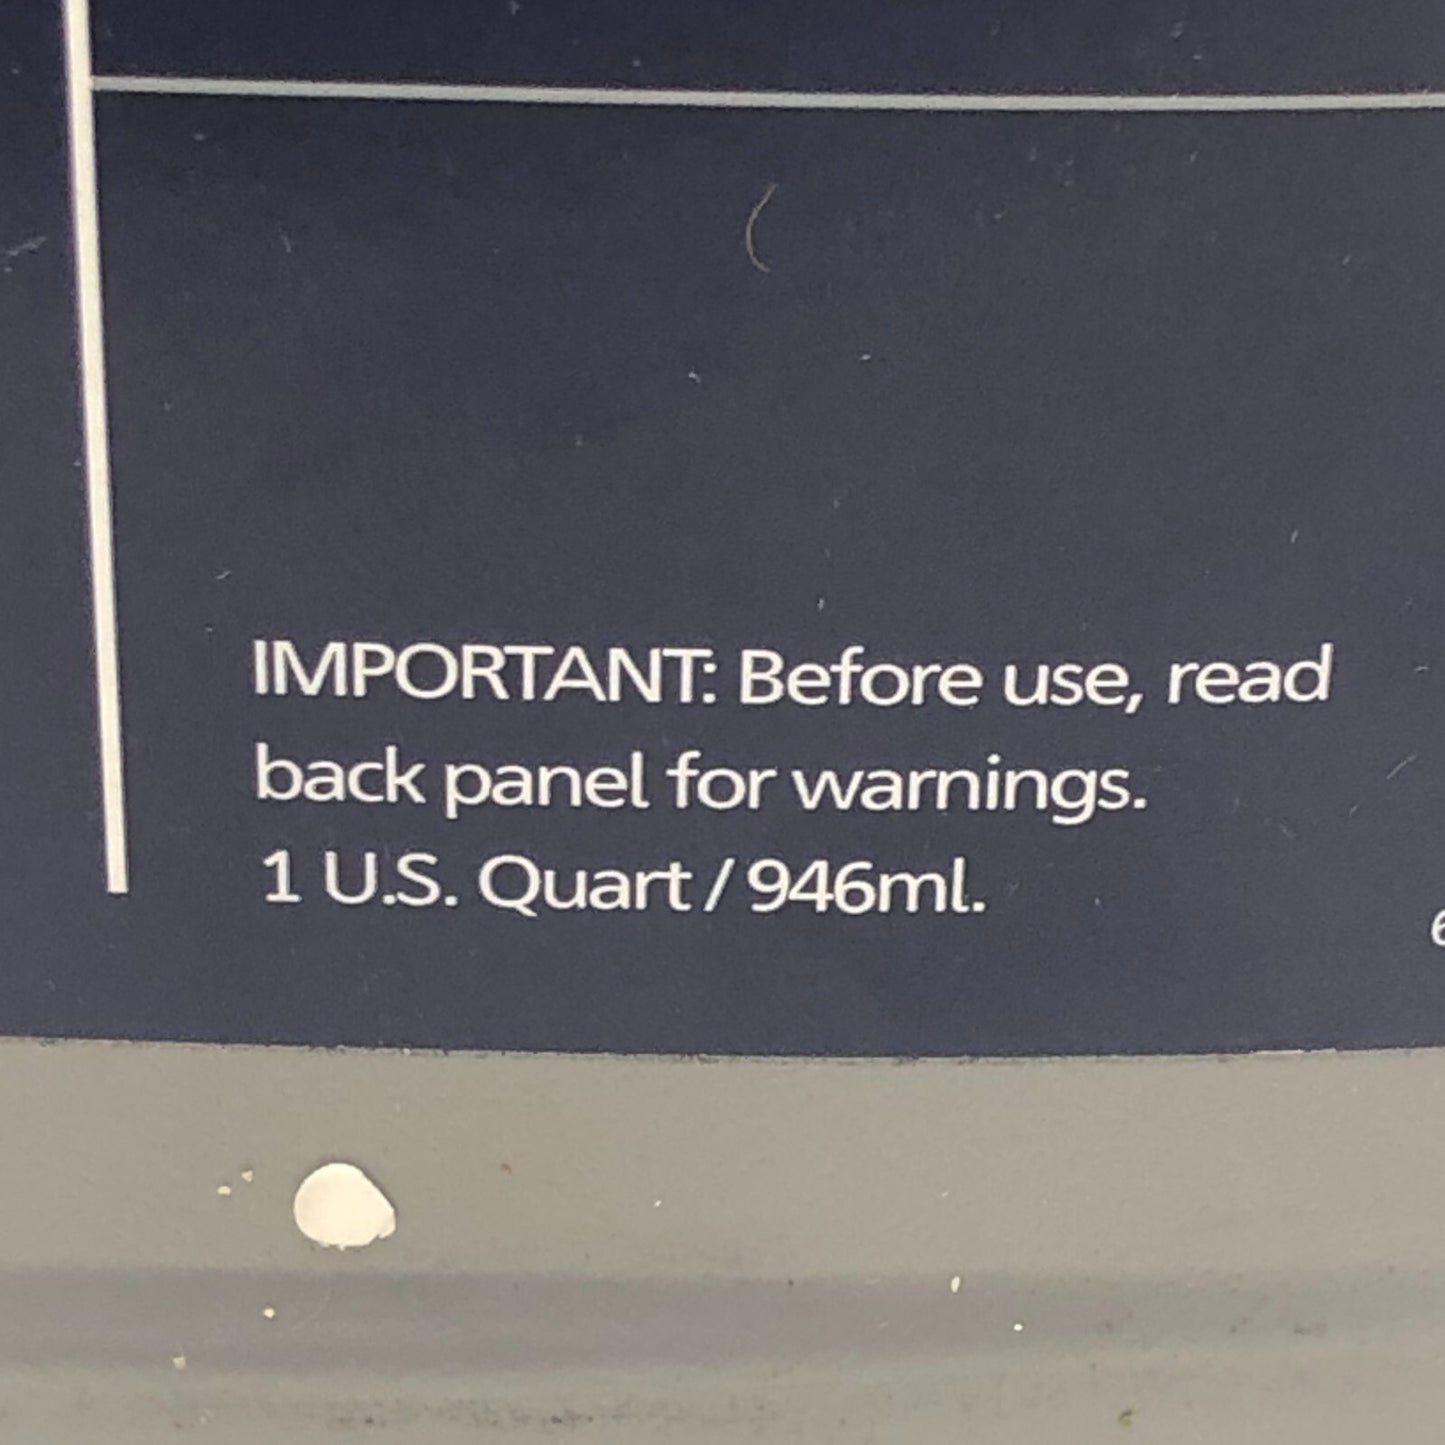 IMPORTANT: Before use, read
back panel for warnings.
1 U.S. Quart / 946ml.